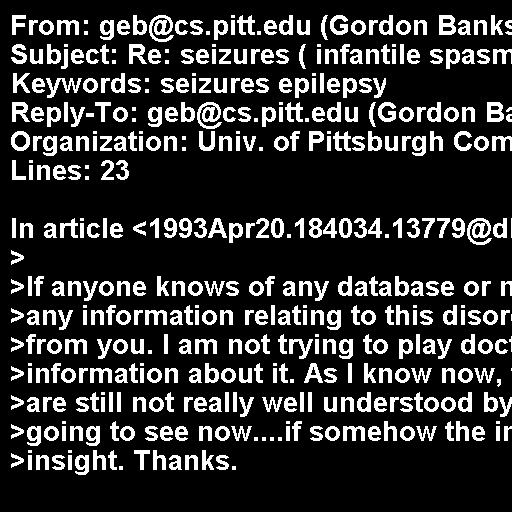 From: geb@cs.pitt.edu (Gordon Banks
Subject: Re: seizures ( infantile spasm
Keywords: seizures epilepsy
Reply-To: geb@cs.pitt.edu (Gordon Ba
Organization: Univ. of Pittsburgh Com
Lines: 23

In article <1993Apr20.184034.13779@d
>
>If anyone knows of any database or
>any information relating to this disor
>from you. I am not trying to play doc
>information about it. As I know now,
>are still not really well understood by
>going to see now....if somehow the in
>insight. Thanks.